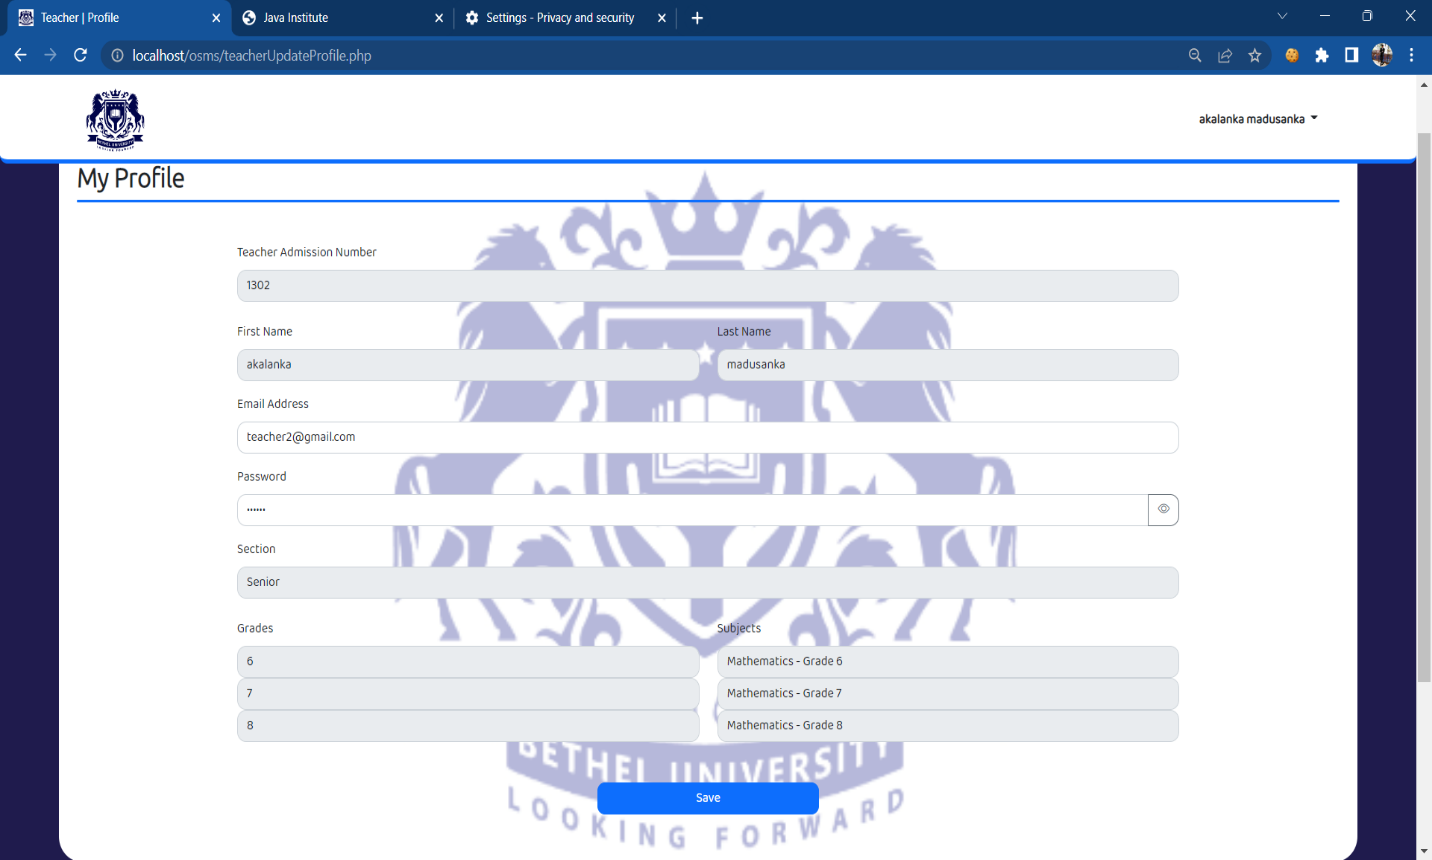 Teacher | Profile
Java Institute
Settings - Privacy and security
localhost/osms/teacherUpdateProfile.php
BETHEL UNIVERSITY
akalanka madusanka
My Profile
Teacher Admission Number
1302
First Name Last Name
akalanka madusanka
Email Address
teacher2@gmail.com
Password
••••••
Section
Senior
Grades Subjects
6 Mathematics - Grade 6
7 Mathematics - Grade 7
8 Mathematics - Grade 8
BETHEL UNIVERSITY
Save
LOOKING FORWARD